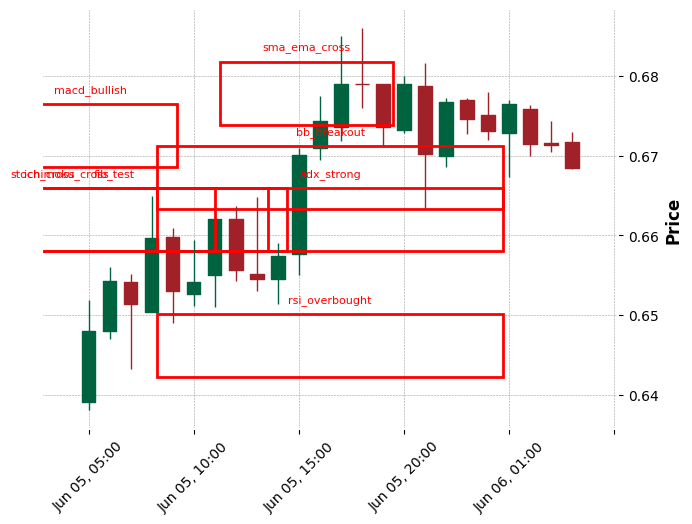 sma_ema_cross
macd_bullish
bb_breakout
stoch_cross
ichimoku_cross
fib_test
adx_strong
rsi_overbought
0.68
0.67
0.66
0.65
0.64
Price
Jun 05, 05:00
Jun 05, 10:00
Jun 05, 15:00
Jun 05, 20:00
Jun 06, 01:00